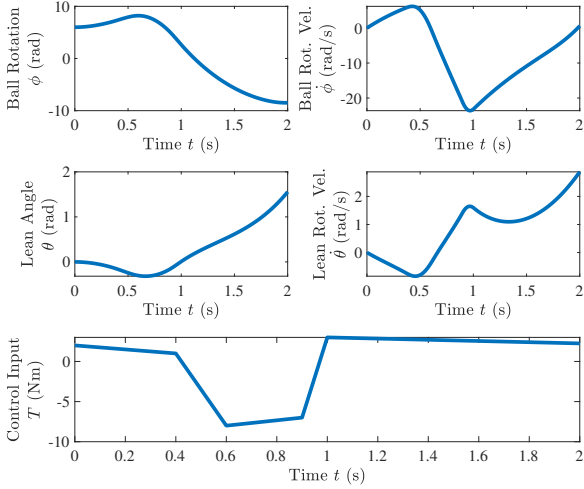 Ball Rotation
ϕ (rad)
10
0
-10
0 0.5 1 1.5 2
Time t (s)
Ball Rot. Vel.
ϕ̇ (rad/s)
0
-10
-20
0 0.5 1 1.5 2
Time t (s)
Lean Angle
θ (rad)
2
1
0
0 0.5 1 1.5 2
Time t (s)
Lean Rot. Vel.
θ̇ (rad/s)
2
1
0
0 0.5 1 1.5 2
Time t (s)
Control Input
T (Nm)
0
-5
-10
0 0.2 0.4 0.6 0.8 1 1.2 1.4 1.6 1.8 2
Time t (s)